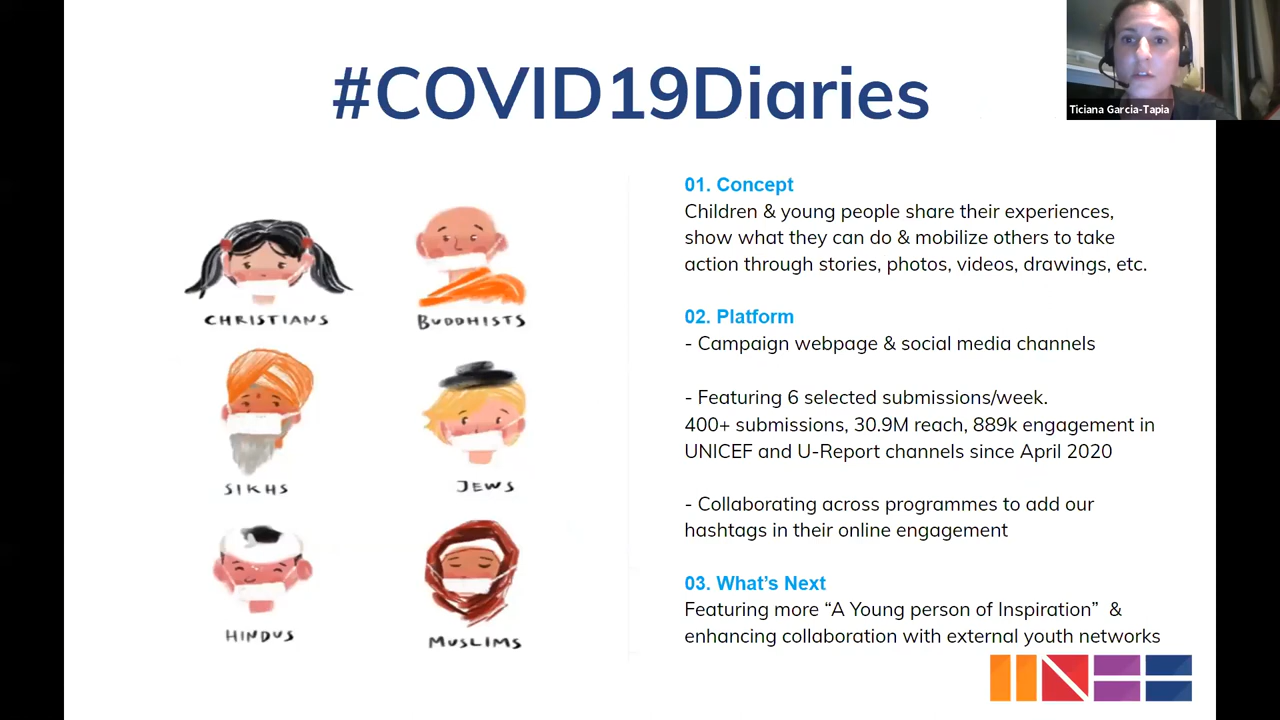 #COVID19Diaries
Ticiana Garcia-Tapia
CHRISTIANS
BUDDHISTS
SIKHS
JEWS
HINDUS
MUSLIMS
01. Concept
Children & young people share their experiences,
show what they can do & mobilize others to take
action through stories, photos, videos, drawings, etc.
02. Platform
- Campaign webpage & social media channels
- Featuring 6 selected submissions/week.
400+ submissions, 30.9M reach, 889k engagement in
UNICEF and U-Report channels since April 2020
- Collaborating across programmes to add our
hashtags in their online engagement
03. What's Next
Featuring more “A Young person of Inspiration” &
enhancing collaboration with external youth networks
INEE